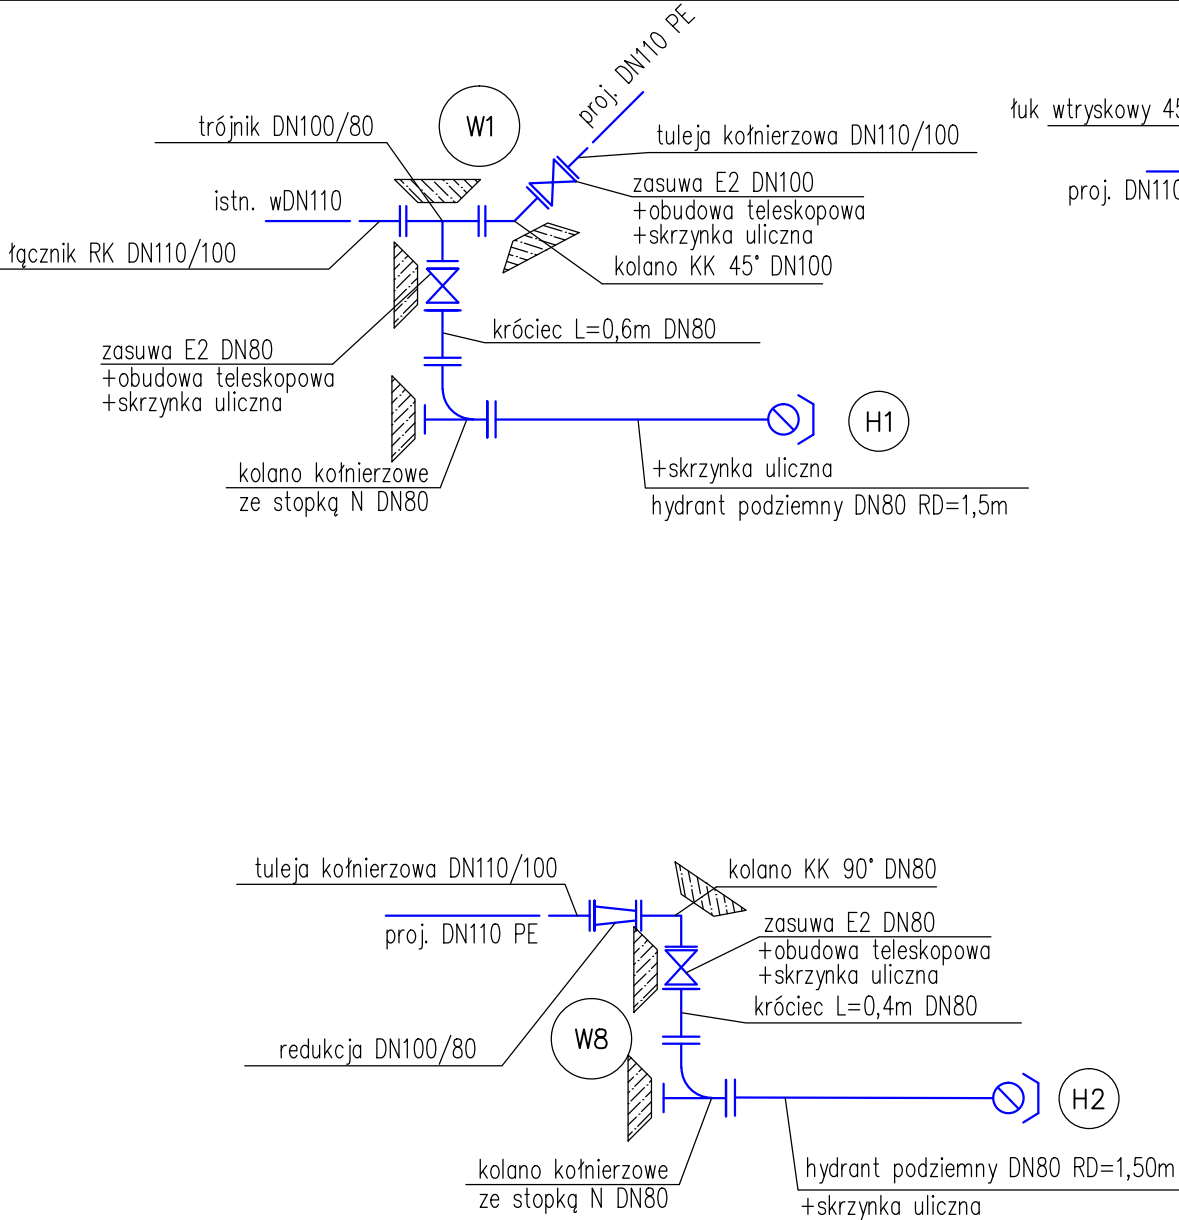 proj. DN110 PE
trójnik DN100/80
W1
tuleja kołnierzowa DN110/100
łuk wtryskowy 45
istn. wDN110
zasuwa E2 DN100
+obudowa teleskopowa
+skrzynka uliczna
proj. DN110
łącznik RK DN110/100
kolano KK 45° DN100
króciec L=0,6m DN80
zasuwa E2 DN80
+obudowa teleskopowa
+skrzynka uliczna
H1
kolano kołnierzowe
ze stopką N DN80
+skrzynka uliczna
hydrant podziemny DN80 RD=1,5m
tuleja kołnierzowa DN110/100
kolano KK 90° DN80
proj. DN110 PE
zasuwa E2 DN80
+obudowa teleskopowa
+skrzynka uliczna
króciec L=0,4m DN80
W8
redukcja DN100/80
H2
kolano kołnierzowe
ze stopką N DN80
hydrant podziemny DN80 RD=1,50m
+skrzynka uliczna